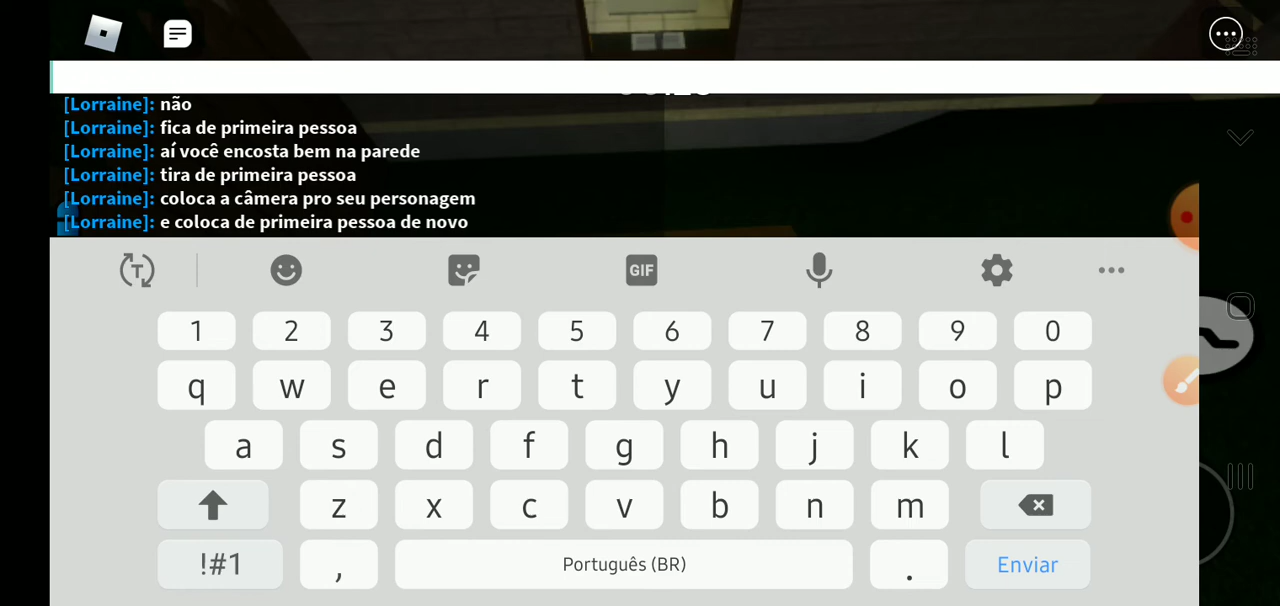 [Lorraine]: não
[Lorraine]: fica de primeira pessoa
[Lorraine]: aí você encosta bem na parede
[Lorraine]: tira de primeira pessoa
[Lorraine]: coloca a câmera pro seu personagem
[Lorraine]: e coloca de primeira pessoa de novo
T GIF
1 2 3 4 5 6 7 8 9 0
q w e r t y u i o p
a s d f g h j k l
z x c v b n m
!#1 , Português (BR) . Enviar